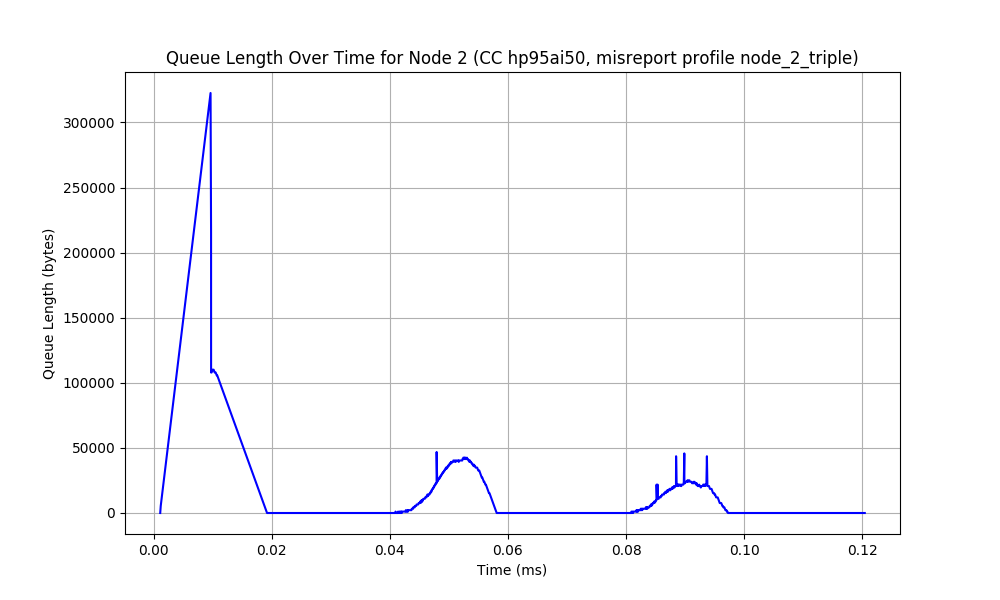 Queue Length Over Time for Node 2 (CC hp95ai50, misreport profile node_2_triple)
Queue Length (bytes)
300000
250000
200000
150000
100000
50000
0
0.00 0.02 0.04 0.06 0.08 0.10 0.12
Time (ms)